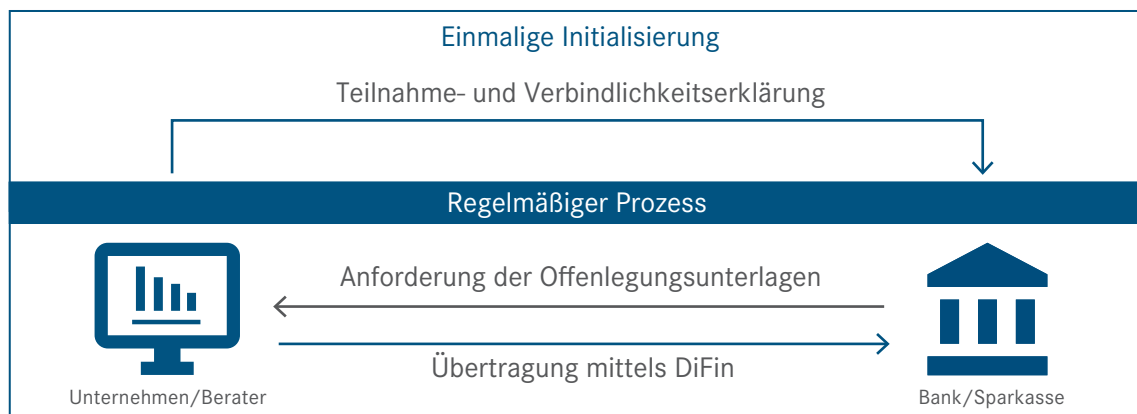 Einmalige Initialisierung
Teilnahme- und Verbindlichkeitserklärung
Regelmäßiger Prozess
Anforderung der Offenlegungsunterlagen
Übertragung mittels DiFin
Unternehmen/Berater
Bank/Sparkasse